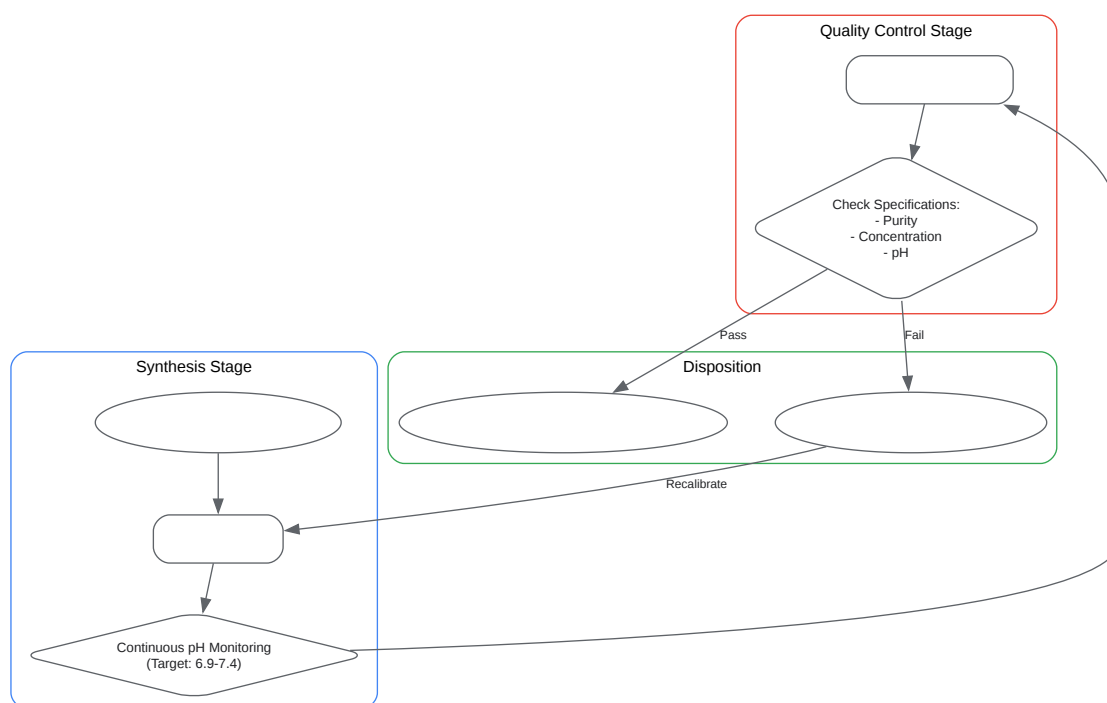 Quality Control Stage
Check Specifications:
- Purity
- Concentration
- pH
Pass
Fail
Synthesis Stage
Disposition
Recalibrate
Continuous pH Monitoring
(Target: 6.9-7.4)